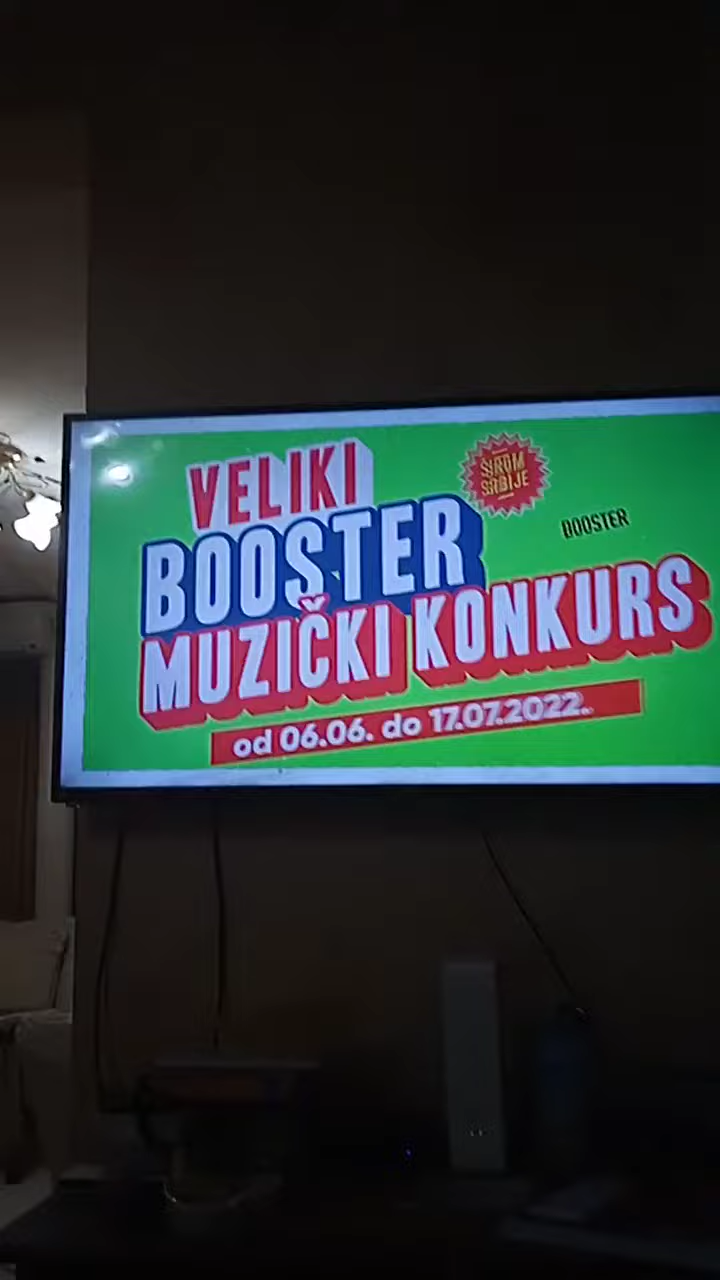 VELIKI
BOOSTER
MUZIČKI KONKURS
od 06.06. do 17.07.2022.
ŠIROM
SRBIJE
BOOSTER